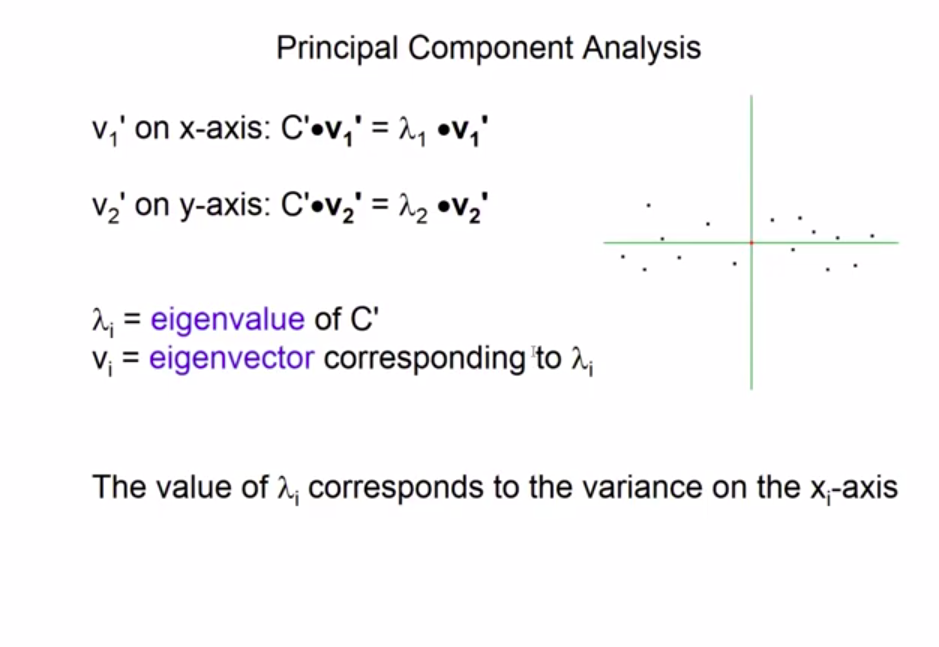 Principal Component Analysis
v₁' on x-axis: C'•v₁' = λ₁ •v₁'
v₂' on y-axis: C'•v₂' = λ₂ •v₂'
λᵢ = eigenvalue of C'
vᵢ = eigenvector corresponding to λᵢ
The value of λᵢ corresponds to the variance on the xᵢ-axis